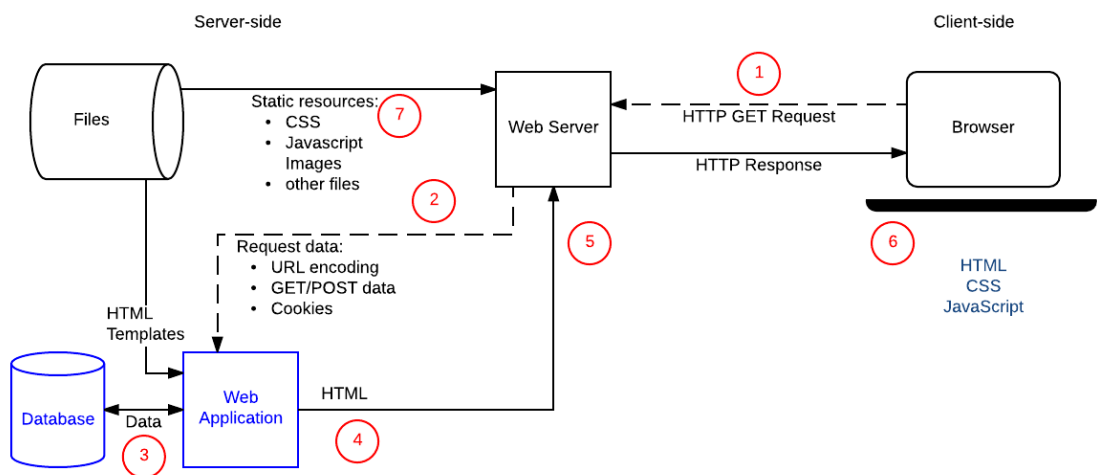 Server-side
Client-side
Files
Static resources:
• CSS
• Javascript
Images
• other files
7
Web Server
1
HTTP GET Request
HTTP Response
Browser
2
Request data:
• URL encoding
• GET/POST data
• Cookies
5
6
HTML
CSS
JavaScript
HTML
Templates
Database
Data
3
Web
Application
HTML
4